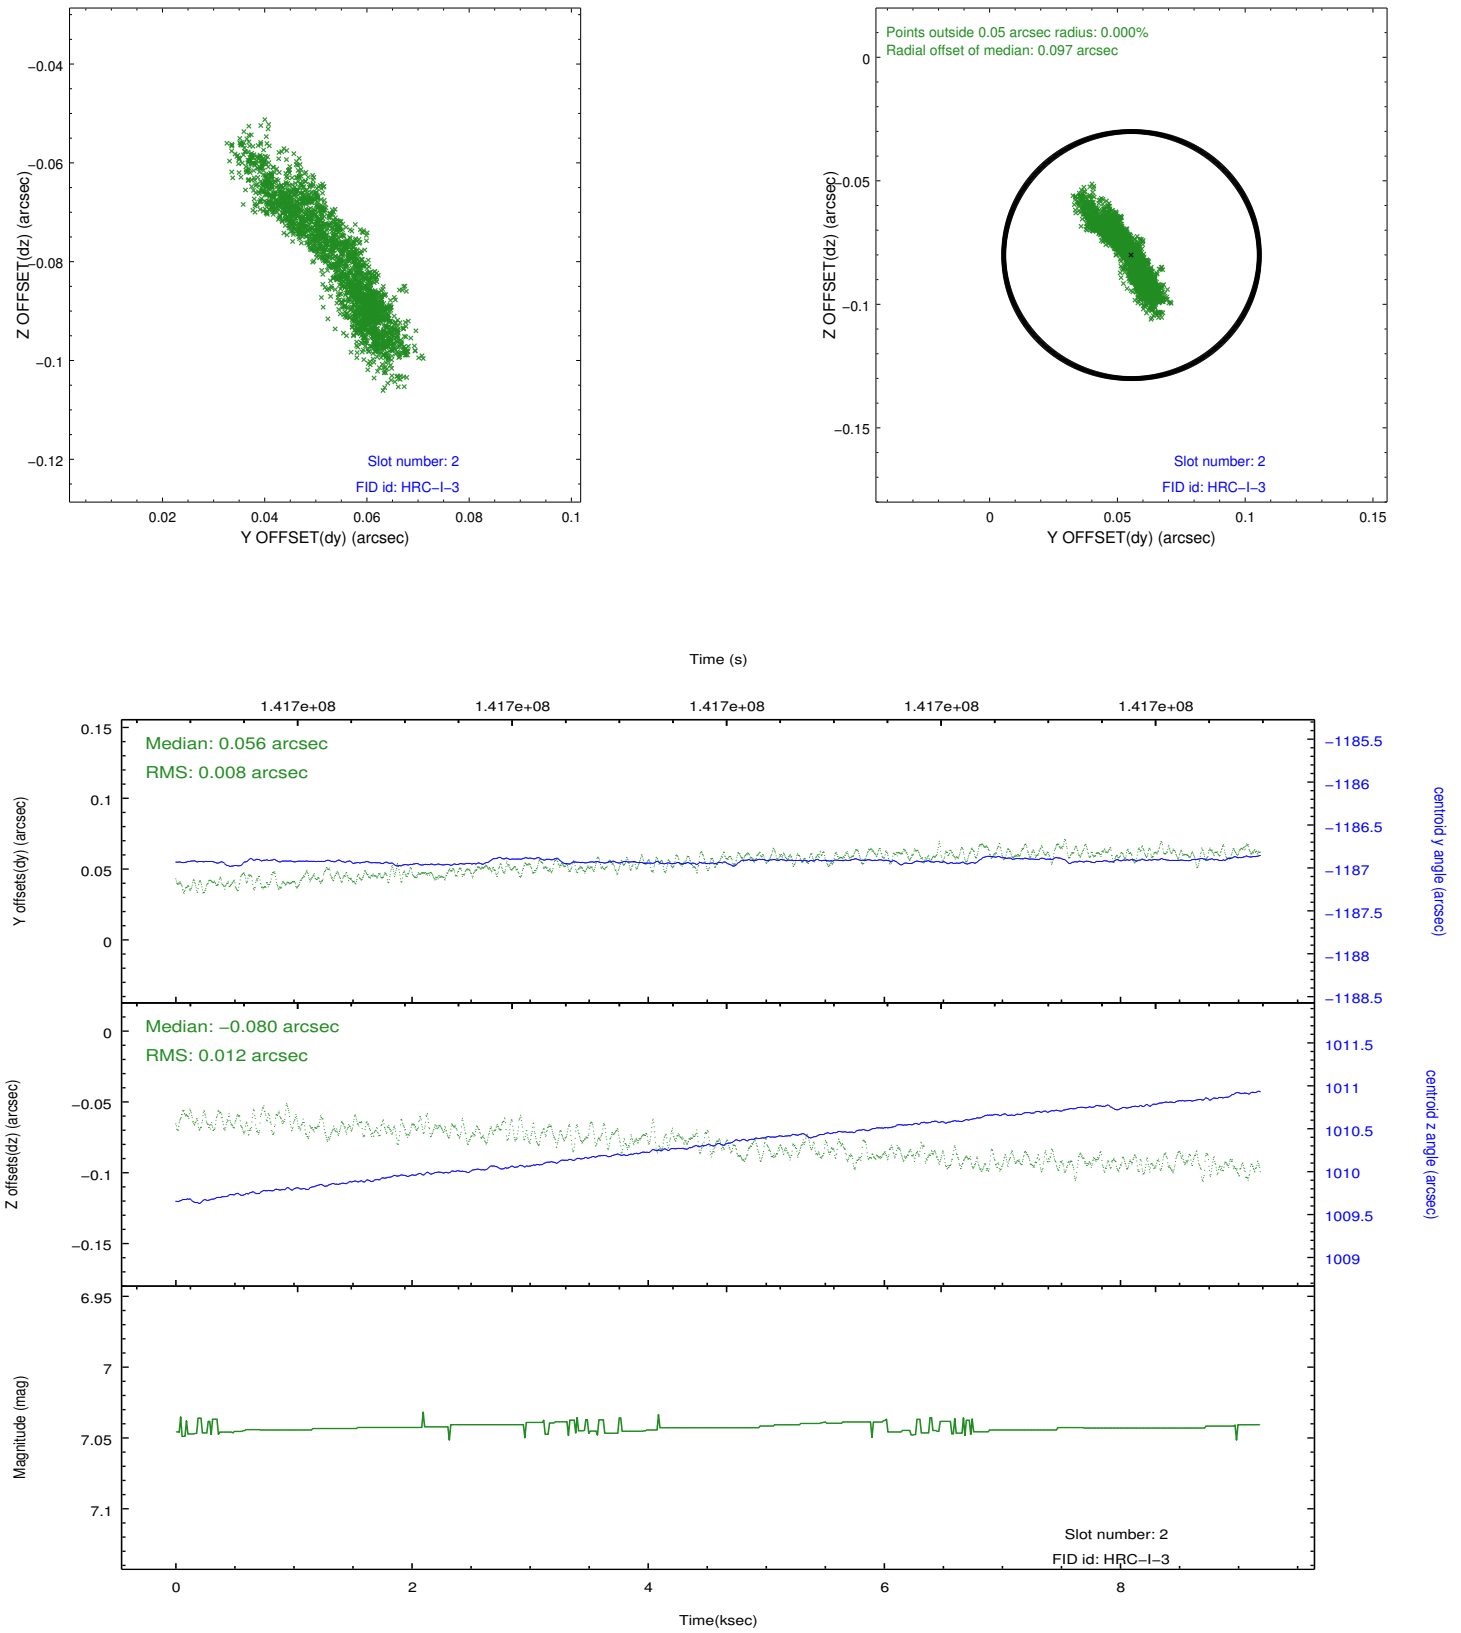 −0.04
−0.06
−0.08
−0.1
−0.12
Z OFFSET(dz) (arcsec)
Slot number: 2
FID id: HRC−I−3
0.02
0.04
0.06
0.08
0.1
Y OFFSET(dy) (arcsec)
Points outside 0.05 arcsec radius: 0.000%
Radial offset of median: 0.097 arcsec
0
−0.05
−0.1
−0.15
Z OFFSET(dz) (arcsec)
Slot number: 2
FID id: HRC−I−3
0
0.05
0.1
0.15
Y OFFSET(dy) (arcsec)
Time (s)
1.417e+08
1.417e+08
1.417e+08
1.417e+08
1.417e+08
Median: 0.056 arcsec
RMS: 0.008 arcsec
0.15
0.1
0.05
0
Y offsets(dy) (arcsec)
−1185.5
−1186
−1186.5
−1187
−1187.5
−1188
−1188.5
centroid y angle (arcsec)
Median: −0.080 arcsec
RMS: 0.012 arcsec
0
−0.05
−0.1
−0.15
Z offsets(dz) (arcsec)
1011.5
1011
1010.5
1010
1009.5
1009
centroid z angle (arcsec)
6.95
7
7.05
7.1
Magnitude (mag)
Slot number: 2
FID id: HRC−I−3
0
2
4
6
8
Time(ksec)